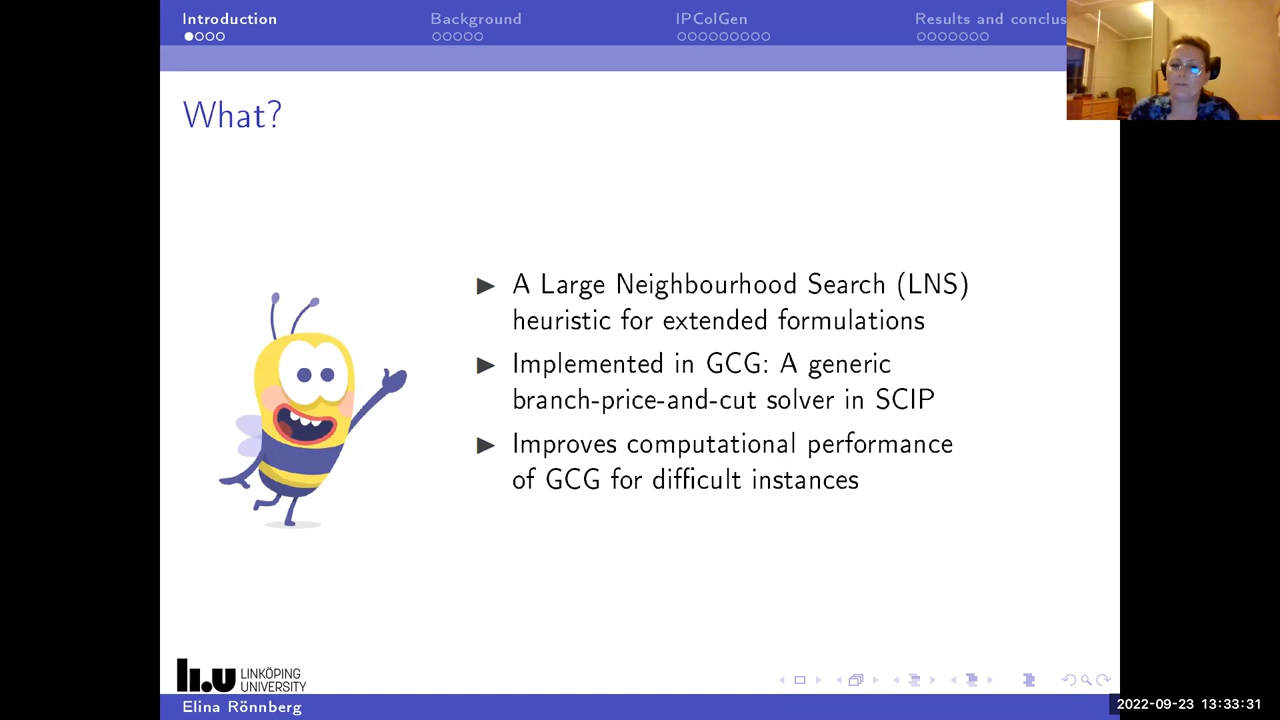 Introduction
Background
IPColGen
Results and conclus
What?
A Large Neighbourhood Search (LNS)
heuristic for extended formulations
Implemented in GCG: A generic
branch-price-and-cut solver in SCIP
Improves computational performance
of GCG for difficult instances
li.u LINKÖPING
UNIVERSITY
Elina Rönnberg
2022-09-23 13:33:31